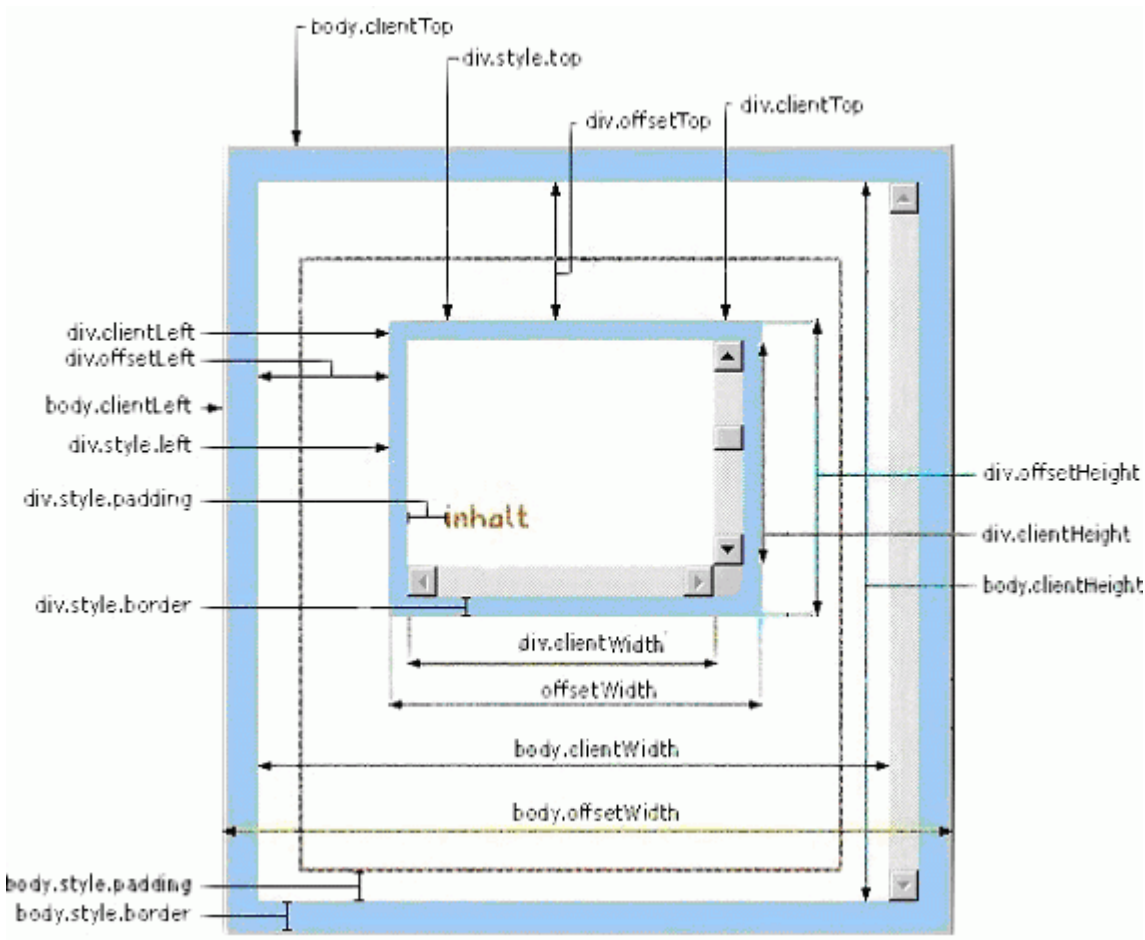 body.clientTop
div.style.top
div.clientTop
div.offsetTop
div.clientLeft
div.offsetLeft
body.clientLeft
div.style.left
div.offsetHeight
div.style.padding
inhalt
div.clientHeight
body.clientHeight
div.style.border
div.clientWidth
offsetWidth
body.clientWidth
body.offsetWidth
body.style.padding
body.style.border